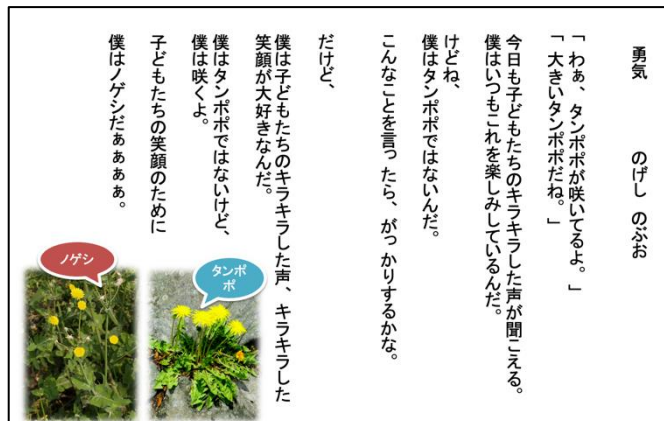 勇気　　のげし のぶお
「わぁ、タンポポが咲いてるよ。」
「大きいタンポポだね。」
今日も子どもたちのキラキラした声が聞こえる。
僕はいつもこれを楽しみしているんだ。
けどね、
僕はタンポポではないんだ。
こんなことを言ったら、がっかりするかな。
だけど、
僕は子どもたちのキラキラした声、キラキラした
笑顔が大好きなんだ。
僕はタンポポではないけど、
僕は咲くよ。
子どもたちの笑顔のために
僕はノゲシだぁぁぁぁ。
タンポ
ポ
ノゲシ